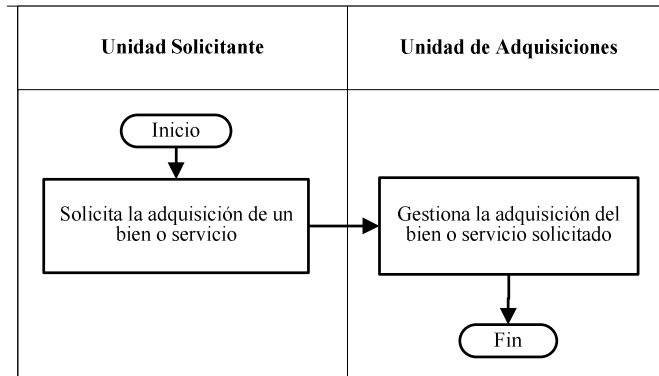 Unidad Solicitante
Unidad de Adquisiciones
Inicio
Solicita la adquisición de un
bien o servicio
Gestiona la adquisición del
bien o servicio solicitado
Fin